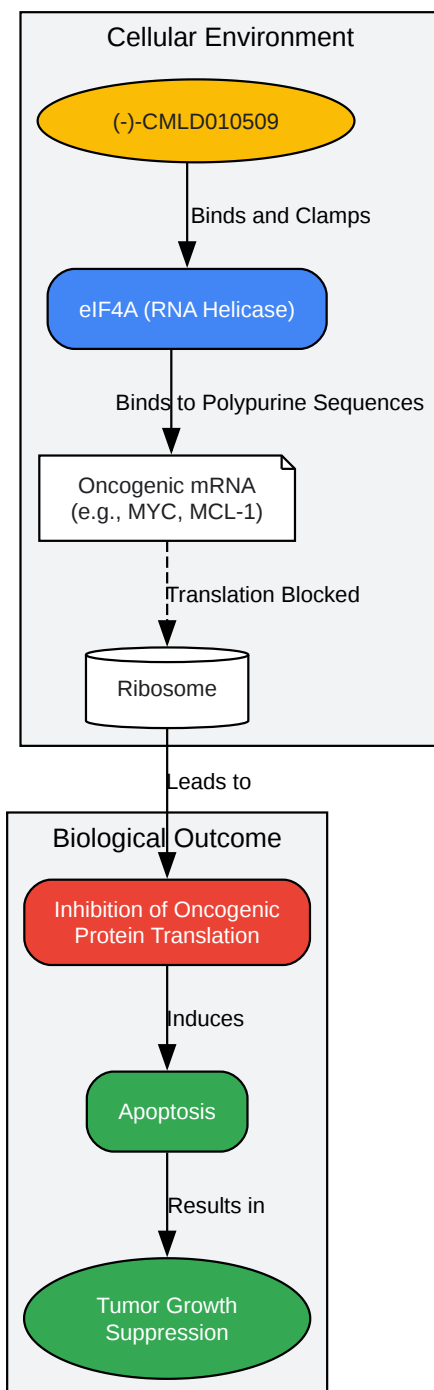 Cellular Environment
(-)-CMLD010509
Binds and Clamps
eIF4A (RNA Helicase)
Binds to Polypurine Sequences
Oncogenic mRNA
(e.g., MYC, MCL-1)
Translation Blocked
Ribosome
Leads to
Biological Outcome
Inhibition of Oncogenic
Protein Translation
Induces
Apoptosis
Results in
Tumor Growth
Suppression